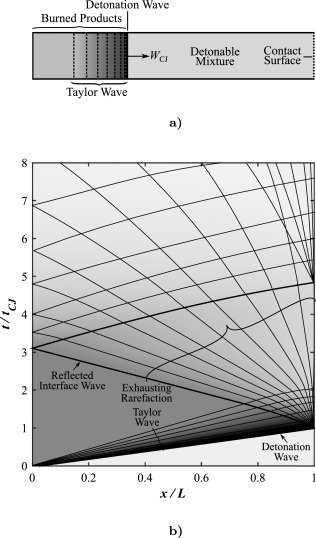 Detonation Wave
Burned Products
W_CJ
Detonable
Mixture
Contact
Surface
Taylor Wave
a)
8
7
6
5
4
3
2
1
0
t/t_CJ
Reflected
Interface Wave
Exhausting
Rarefaction
Taylor
Wave
Detonation
Wave
0 0.2 0.4 0.6 0.8 1
x/L
b)